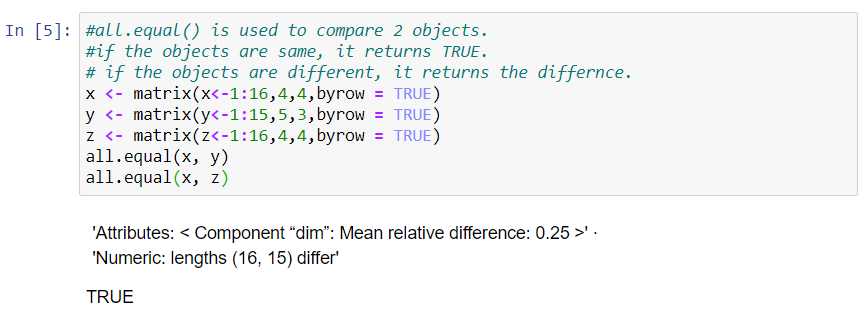 In [5]: #all.equal() is used to compare 2 objects.
#if the objects are same, it returns TRUE.
# if the objects are different, it returns the differnce.
x <- matrix(x<-1:16,4,4,byrow = TRUE)
y <- matrix(y<-1:15,5,3,byrow = TRUE)
z <- matrix(z<-1:16,4,4,byrow = TRUE)
all.equal(x, y)
all.equal(x, z)
'Attributes: < Component “dim”: Mean relative difference: 0.25 >' ·
'Numeric: lengths (16, 15) differ'
TRUE